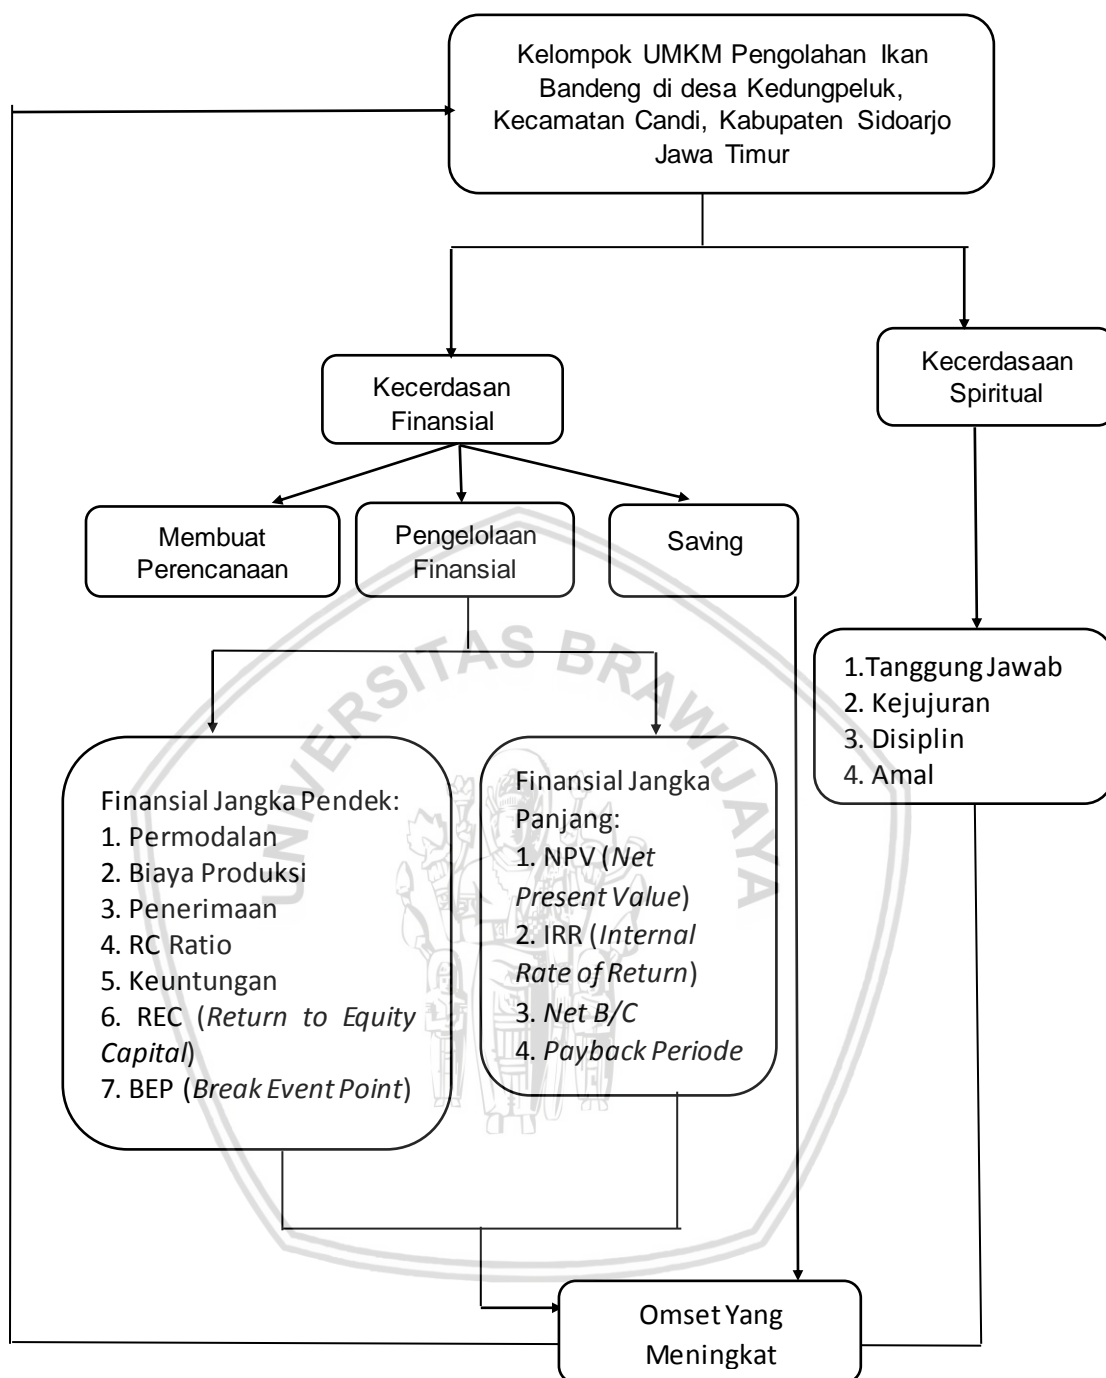 Kelompok UMKM Pengolahan Ikan
Bandeng di desa Kedungpeluk,
Kecamatan Candi, Kabupaten Sidoarjo
Jawa Timur
Kecerdasan
Finansial
Kecerdasaan
Spiritual
Membuat
Perencanaan
Pengelolaan
Finansial
Saving
UNIVERSITAS BRAWIJAYA
1.Tanggung Jawab
2. Kejujuran
3. Disiplin
4. Amal
Finansial Jangka Pendek:
1. Permodalan
2. Biaya Produksi
3. Penerimaan
4. RC Ratio
5. Keuntungan
6. REC (Return to Equity
Capital)
7. BEP (Break Event Point)
Finansial Jangka
Panjang:
1. NPV (Net
Present Value)
2. IRR (Internal
Rate of Return)
3. Net B/C
4. Payback Periode
Omset Yang
Meningkat